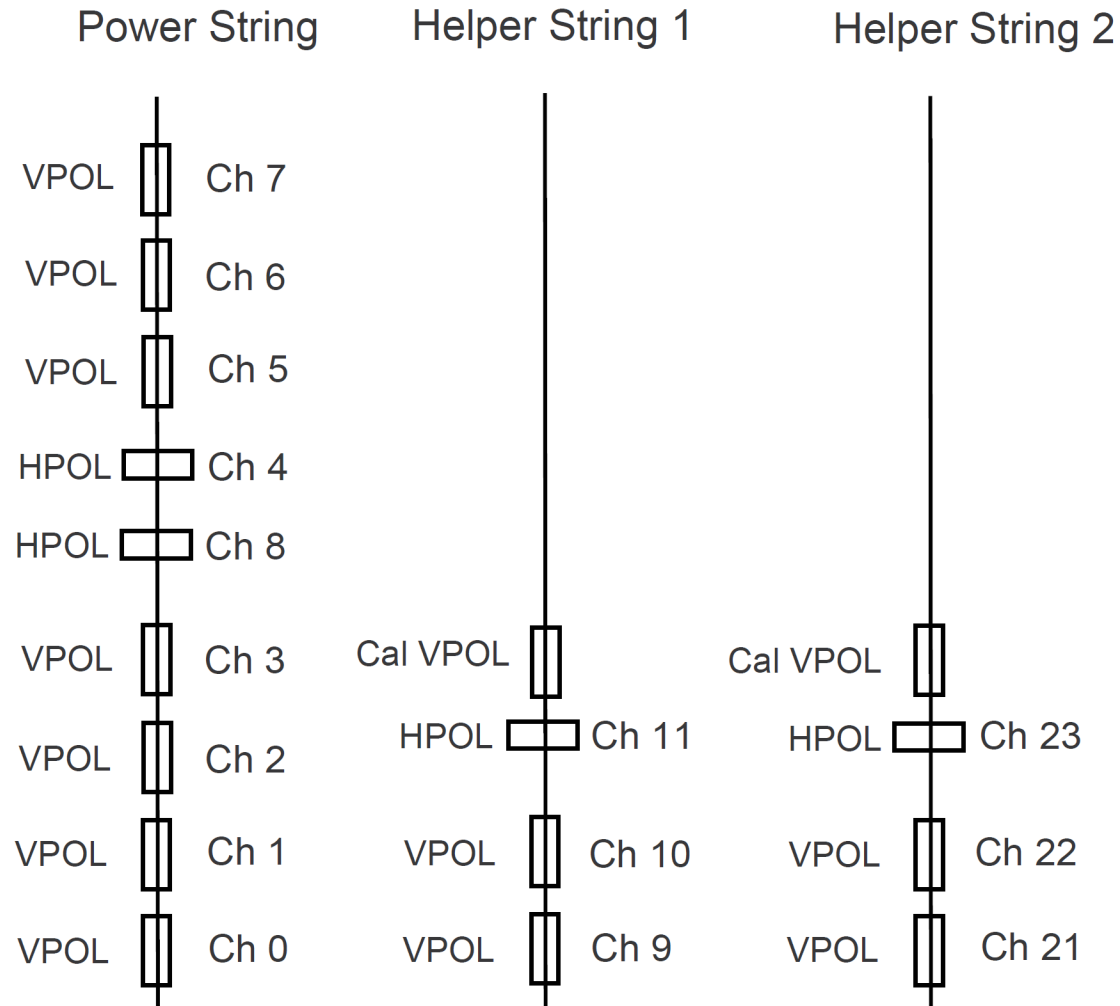 Power String
Helper String 1
Helper String 2
VPOL Ch 7
VPOL Ch 6
VPOL Ch 5
HPOL Ch 4
HPOL Ch 8
VPOL Ch 3
Cal VPOL
Cal VPOL
VPOL Ch 2
HPOL Ch 11
HPOL Ch 23
VPOL Ch 1
VPOL Ch 10
VPOL Ch 22
VPOL Ch 0
VPOL Ch 9
VPOL Ch 21